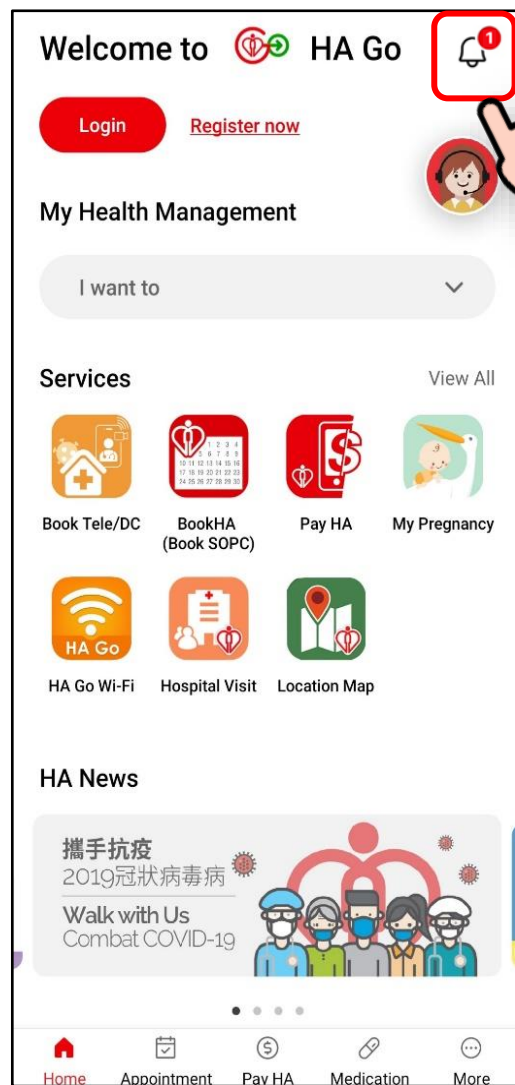 Welcome to HA Go
1
Login
Register now
My Health Management
I want to
Services
View All
Book Tele/DC
BookHA
(Book SOPC)
Pay HA
My Pregnancy
HA Go
HA Go Wi-Fi
Hospital Visit
Location Map
HA News
攜手抗疫
2019冠狀病毒病
Walk with Us
Combat COVID-19
Home
Appointment
Pay HA
Medication
More